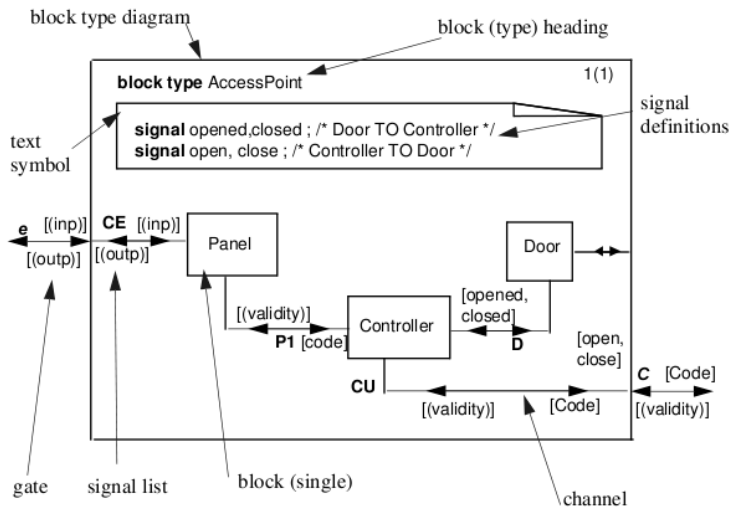 block type diagram
block (type) heading
block type AccessPoint
1(1)
signal opened,closed ; /* Door TO Controller */
signal open, close ; /* Controller TO Door */
signal
definitions
text
symbol
e
[(inp)
CE
[(inp)]
[(outp)]
[(outp)]
Panel
Door
[(validity)]
P1 [code]
Controller
[opened,
closed]
D
[open,
close]
CU
[(validity)]
[Code]
C [Code]
[(validity)]
gate
signal list
block (single)
channel